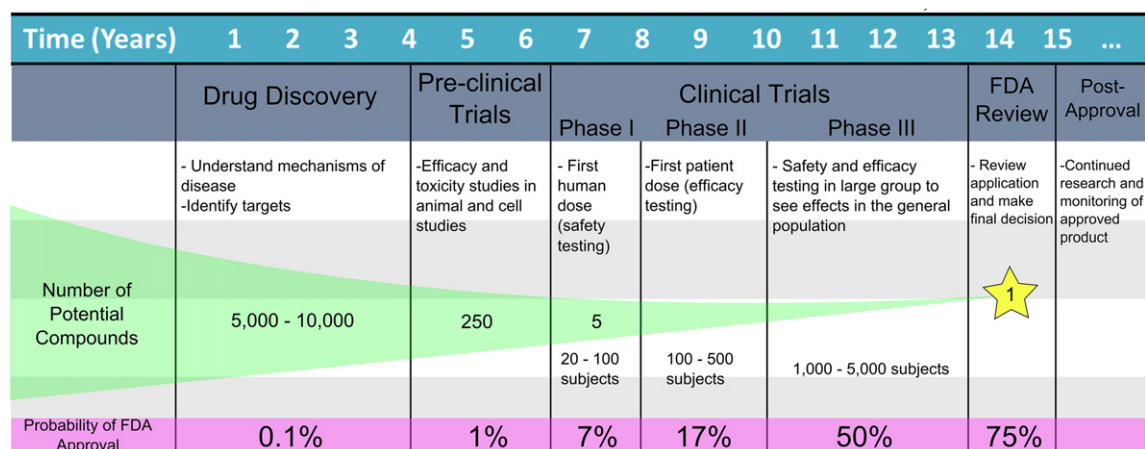 Time (Years) 1 2 3 4 5 6 7 8 9 10 11 12 13 14 15 ...
Drug Discovery
Pre-clinical
Trials
Clinical Trials
Phase I Phase II Phase III
FDA
Review
Post-
Approval
- Understand mechanisms of
disease
-Identify targets
-Efficacy and
toxicity studies in
animal and cell
studies
- First
human
dose
(safety
testing)
-First patient
dose (efficacy
testing)
- Safety and efficacy
testing in large group to
see effects in the general
population
- Review
application
and make
final decision
-Continued
research and
monitoring of
approved
product
Number of
Potential
Compounds
5,000 - 10,000
250
5
1
20 - 100
subjects
100 - 500
subjects
1,000 - 5,000 subjects
Probability of FDA
Approval
0.1% 1% 7% 17% 50% 75%